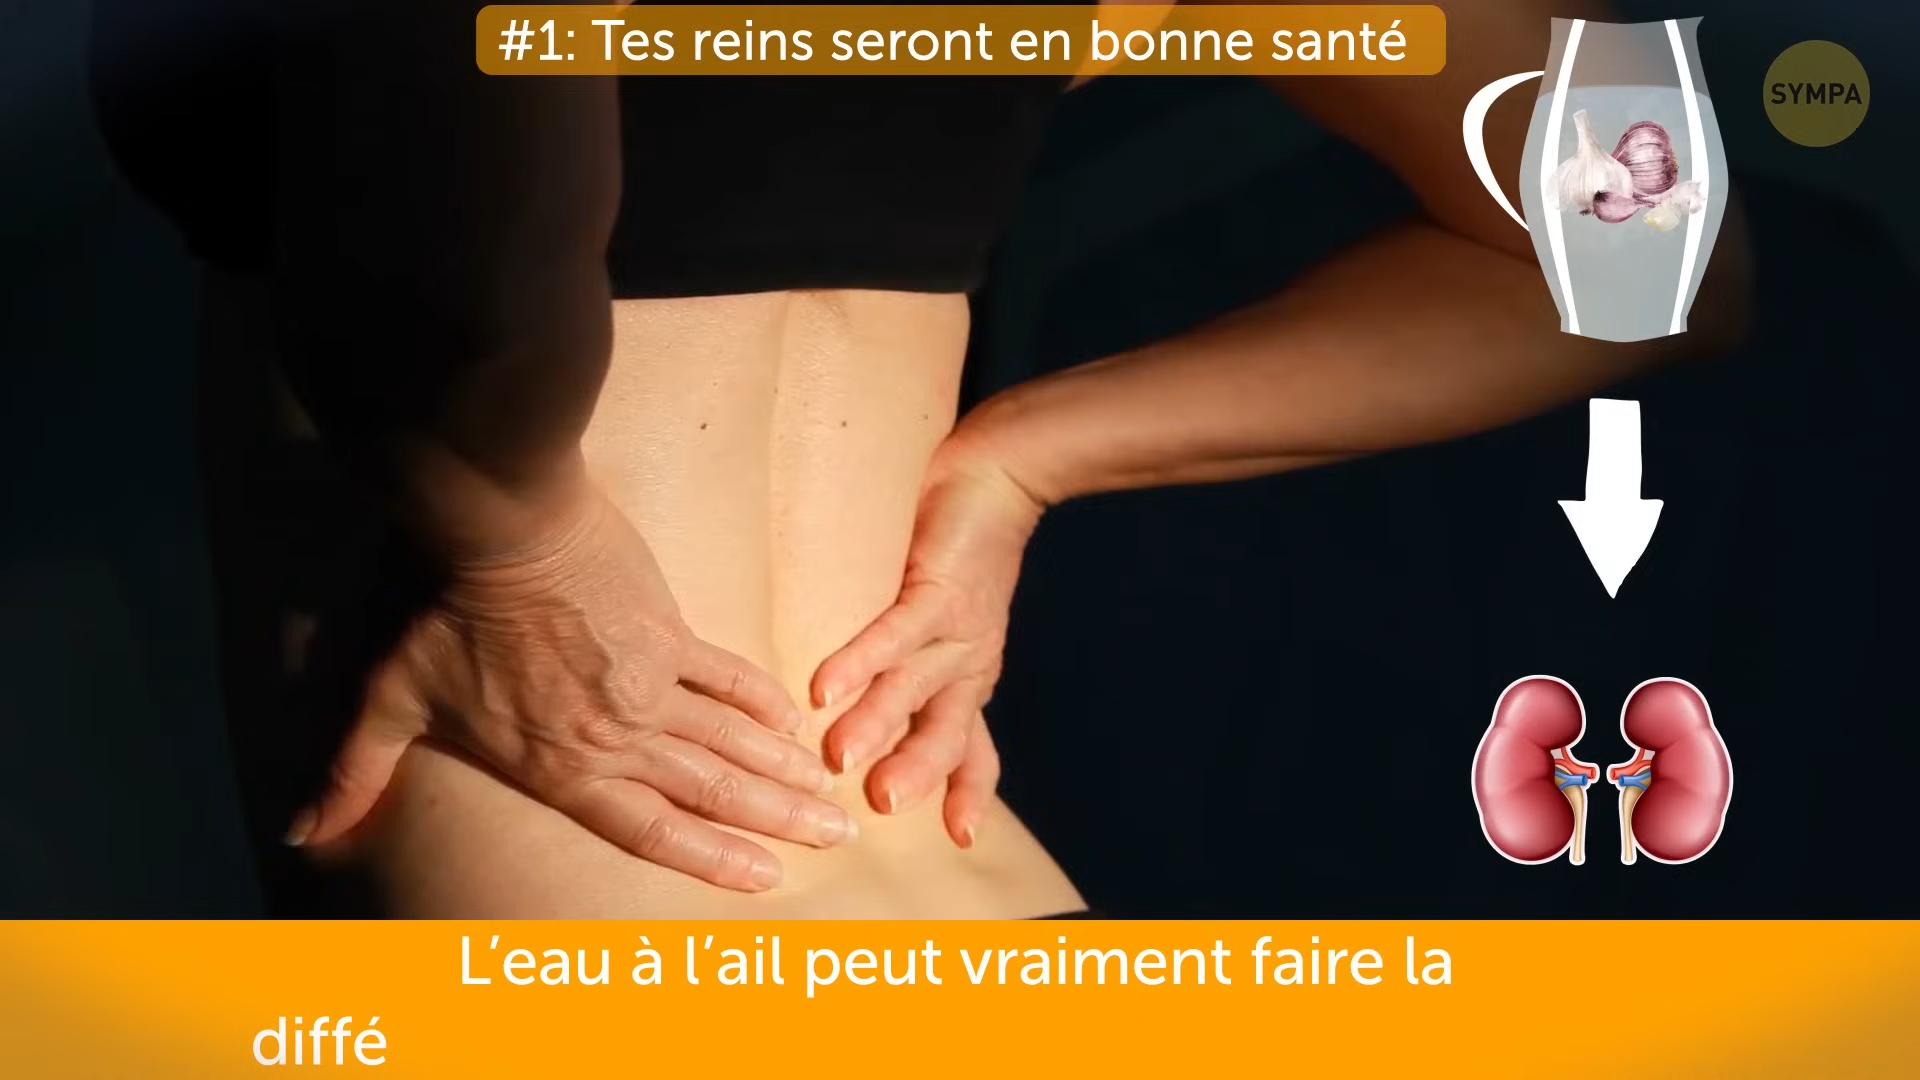 #1: Tes reins seront en bonne santé
SYMPA
L’eau à l’ail peut vraiment faire la
diffé